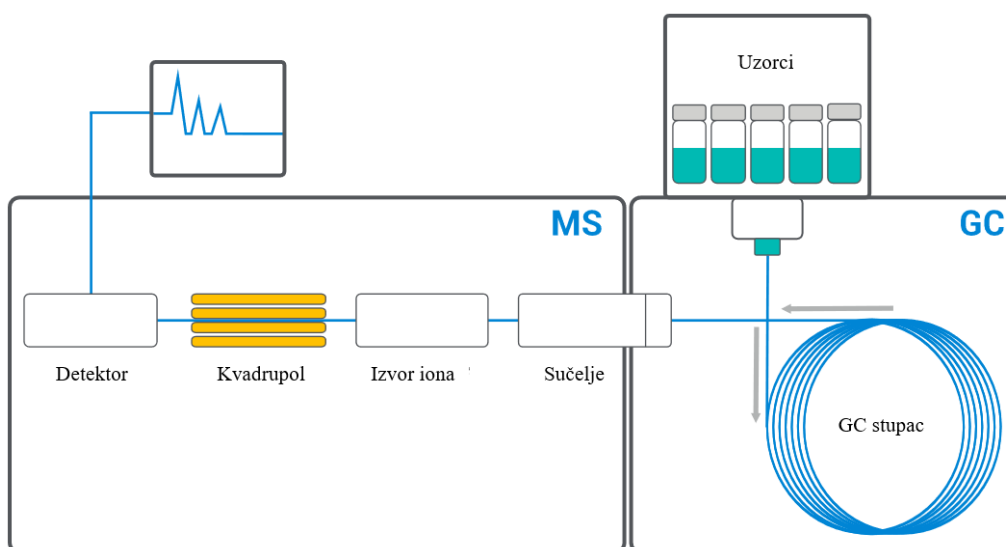 Uzorci
MS
GC
Detektor
Kvadrupol
Izvor iona
Sučelje
GC stupac